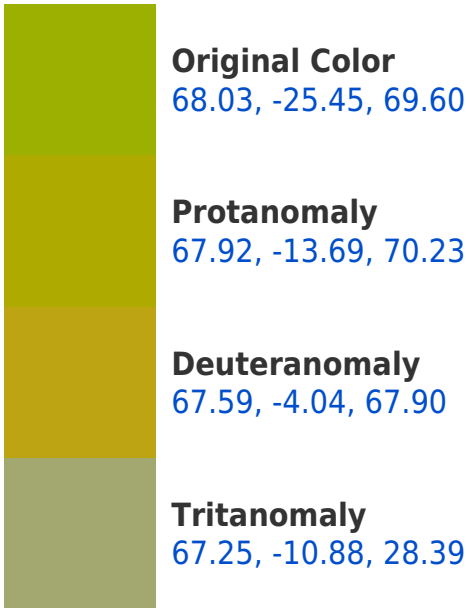 Original Color
68.03, -25.45, 69.60
Protanomaly
67.92, -13.69, 70.23
Deuteranomaly
67.59, -4.04, 67.90
Tritanomaly
67.25, -10.88, 28.39